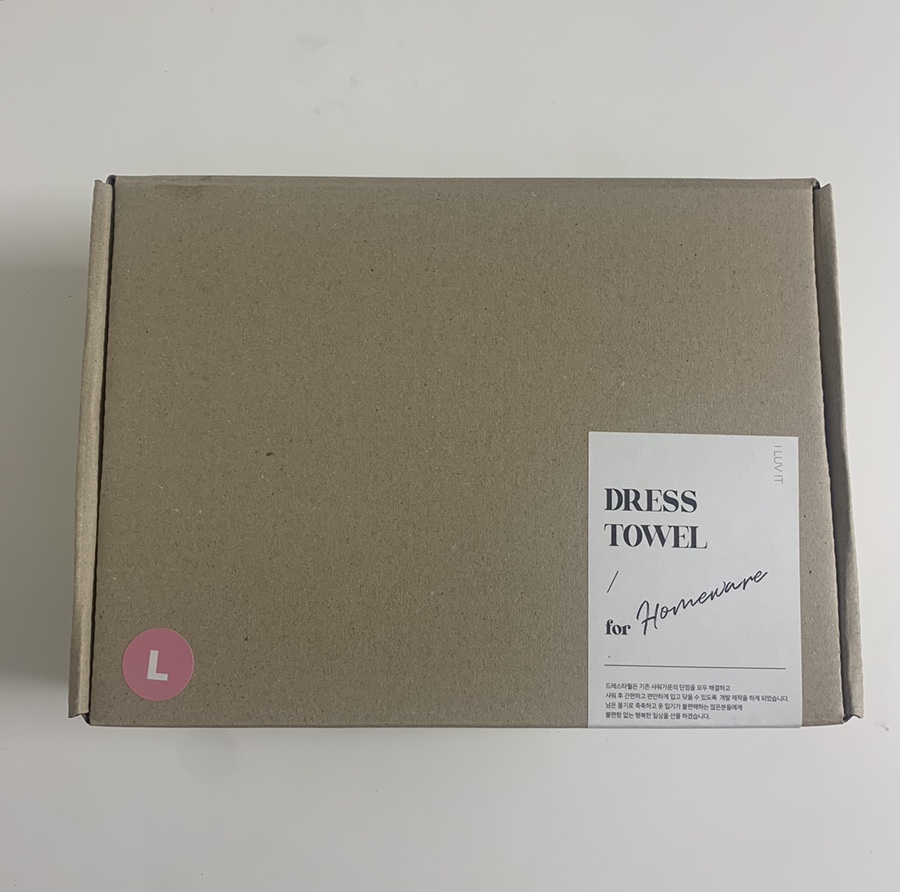 I LUV IT
DRESS
TOWEL
/
for Homeware
드레스타월은 기존 샤워가운의 단점을 모두 해결하고
샤워 후 간편하고 편안하게 입고 닦을 수 있도록 개발 제작을 하게 되었습니다.
남은 물기로 축축하고 옷 입기가 불편해하는 많은분들에게
불편함 없는 행복한 일상을 선물 하겠습니다.
L